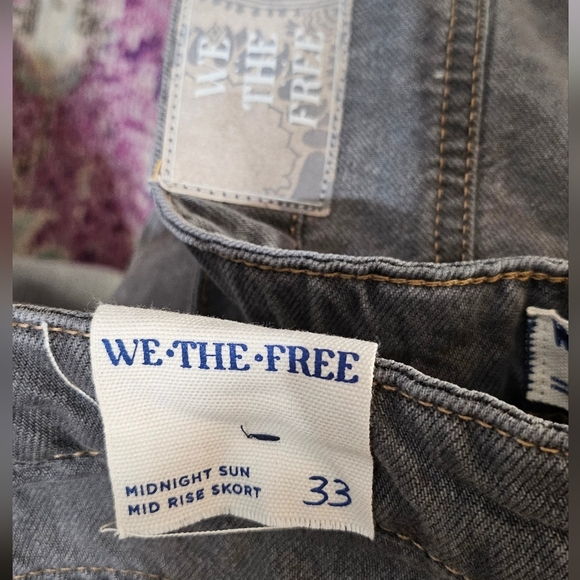 WE
THE
FREE
WE•THE•FREE
MIDNIGHT SUN
MID RISE SKORT 33